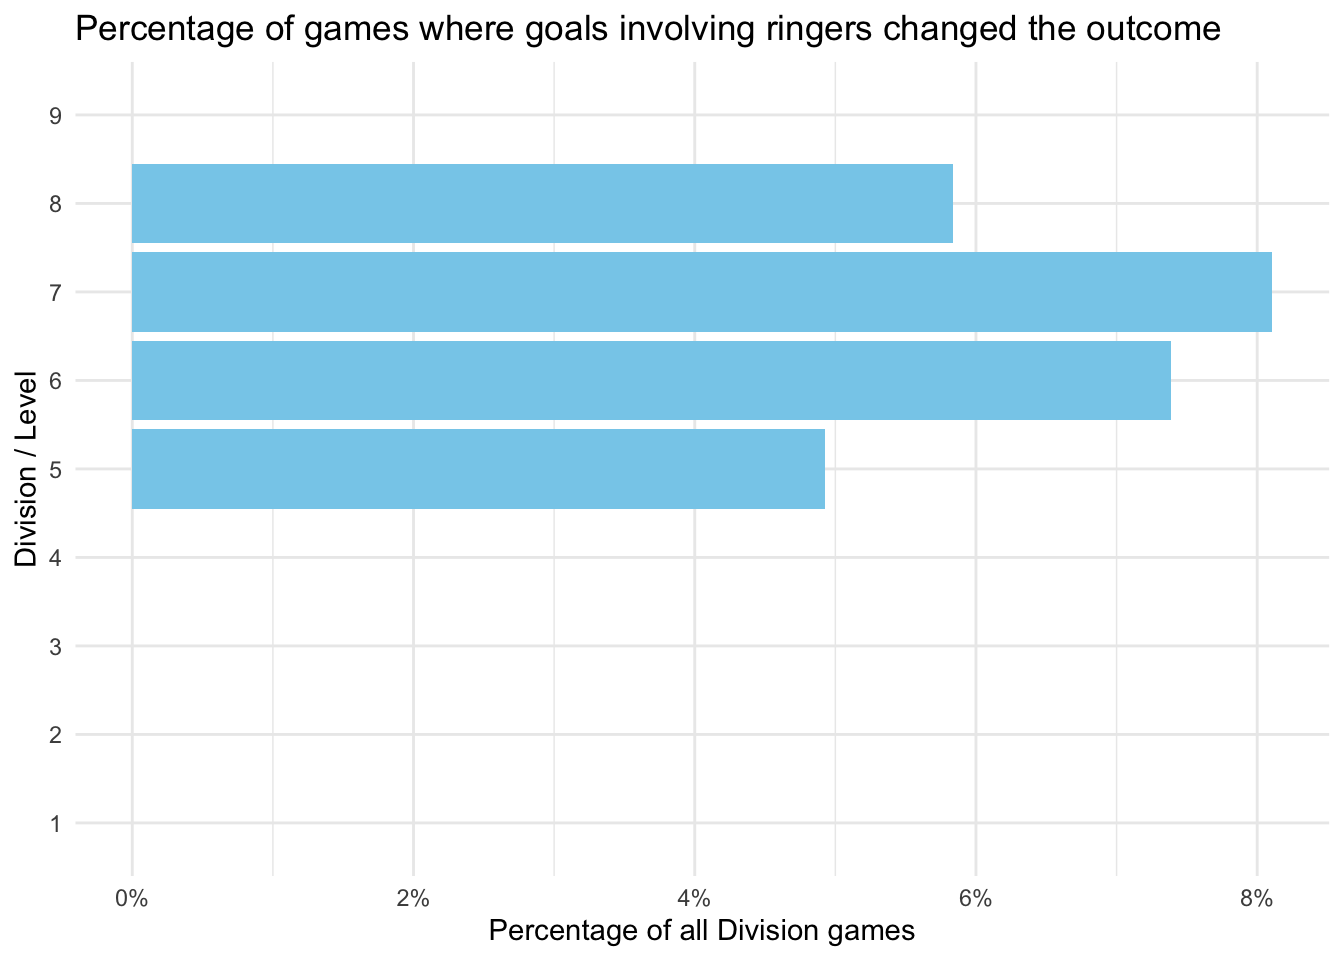 Percentage of games where goals involving ringers changed the outcome
Division / Level
9
8
7
6
5
4
3
2
1
0% 2% 4% 6% 8%
Percentage of all Division games